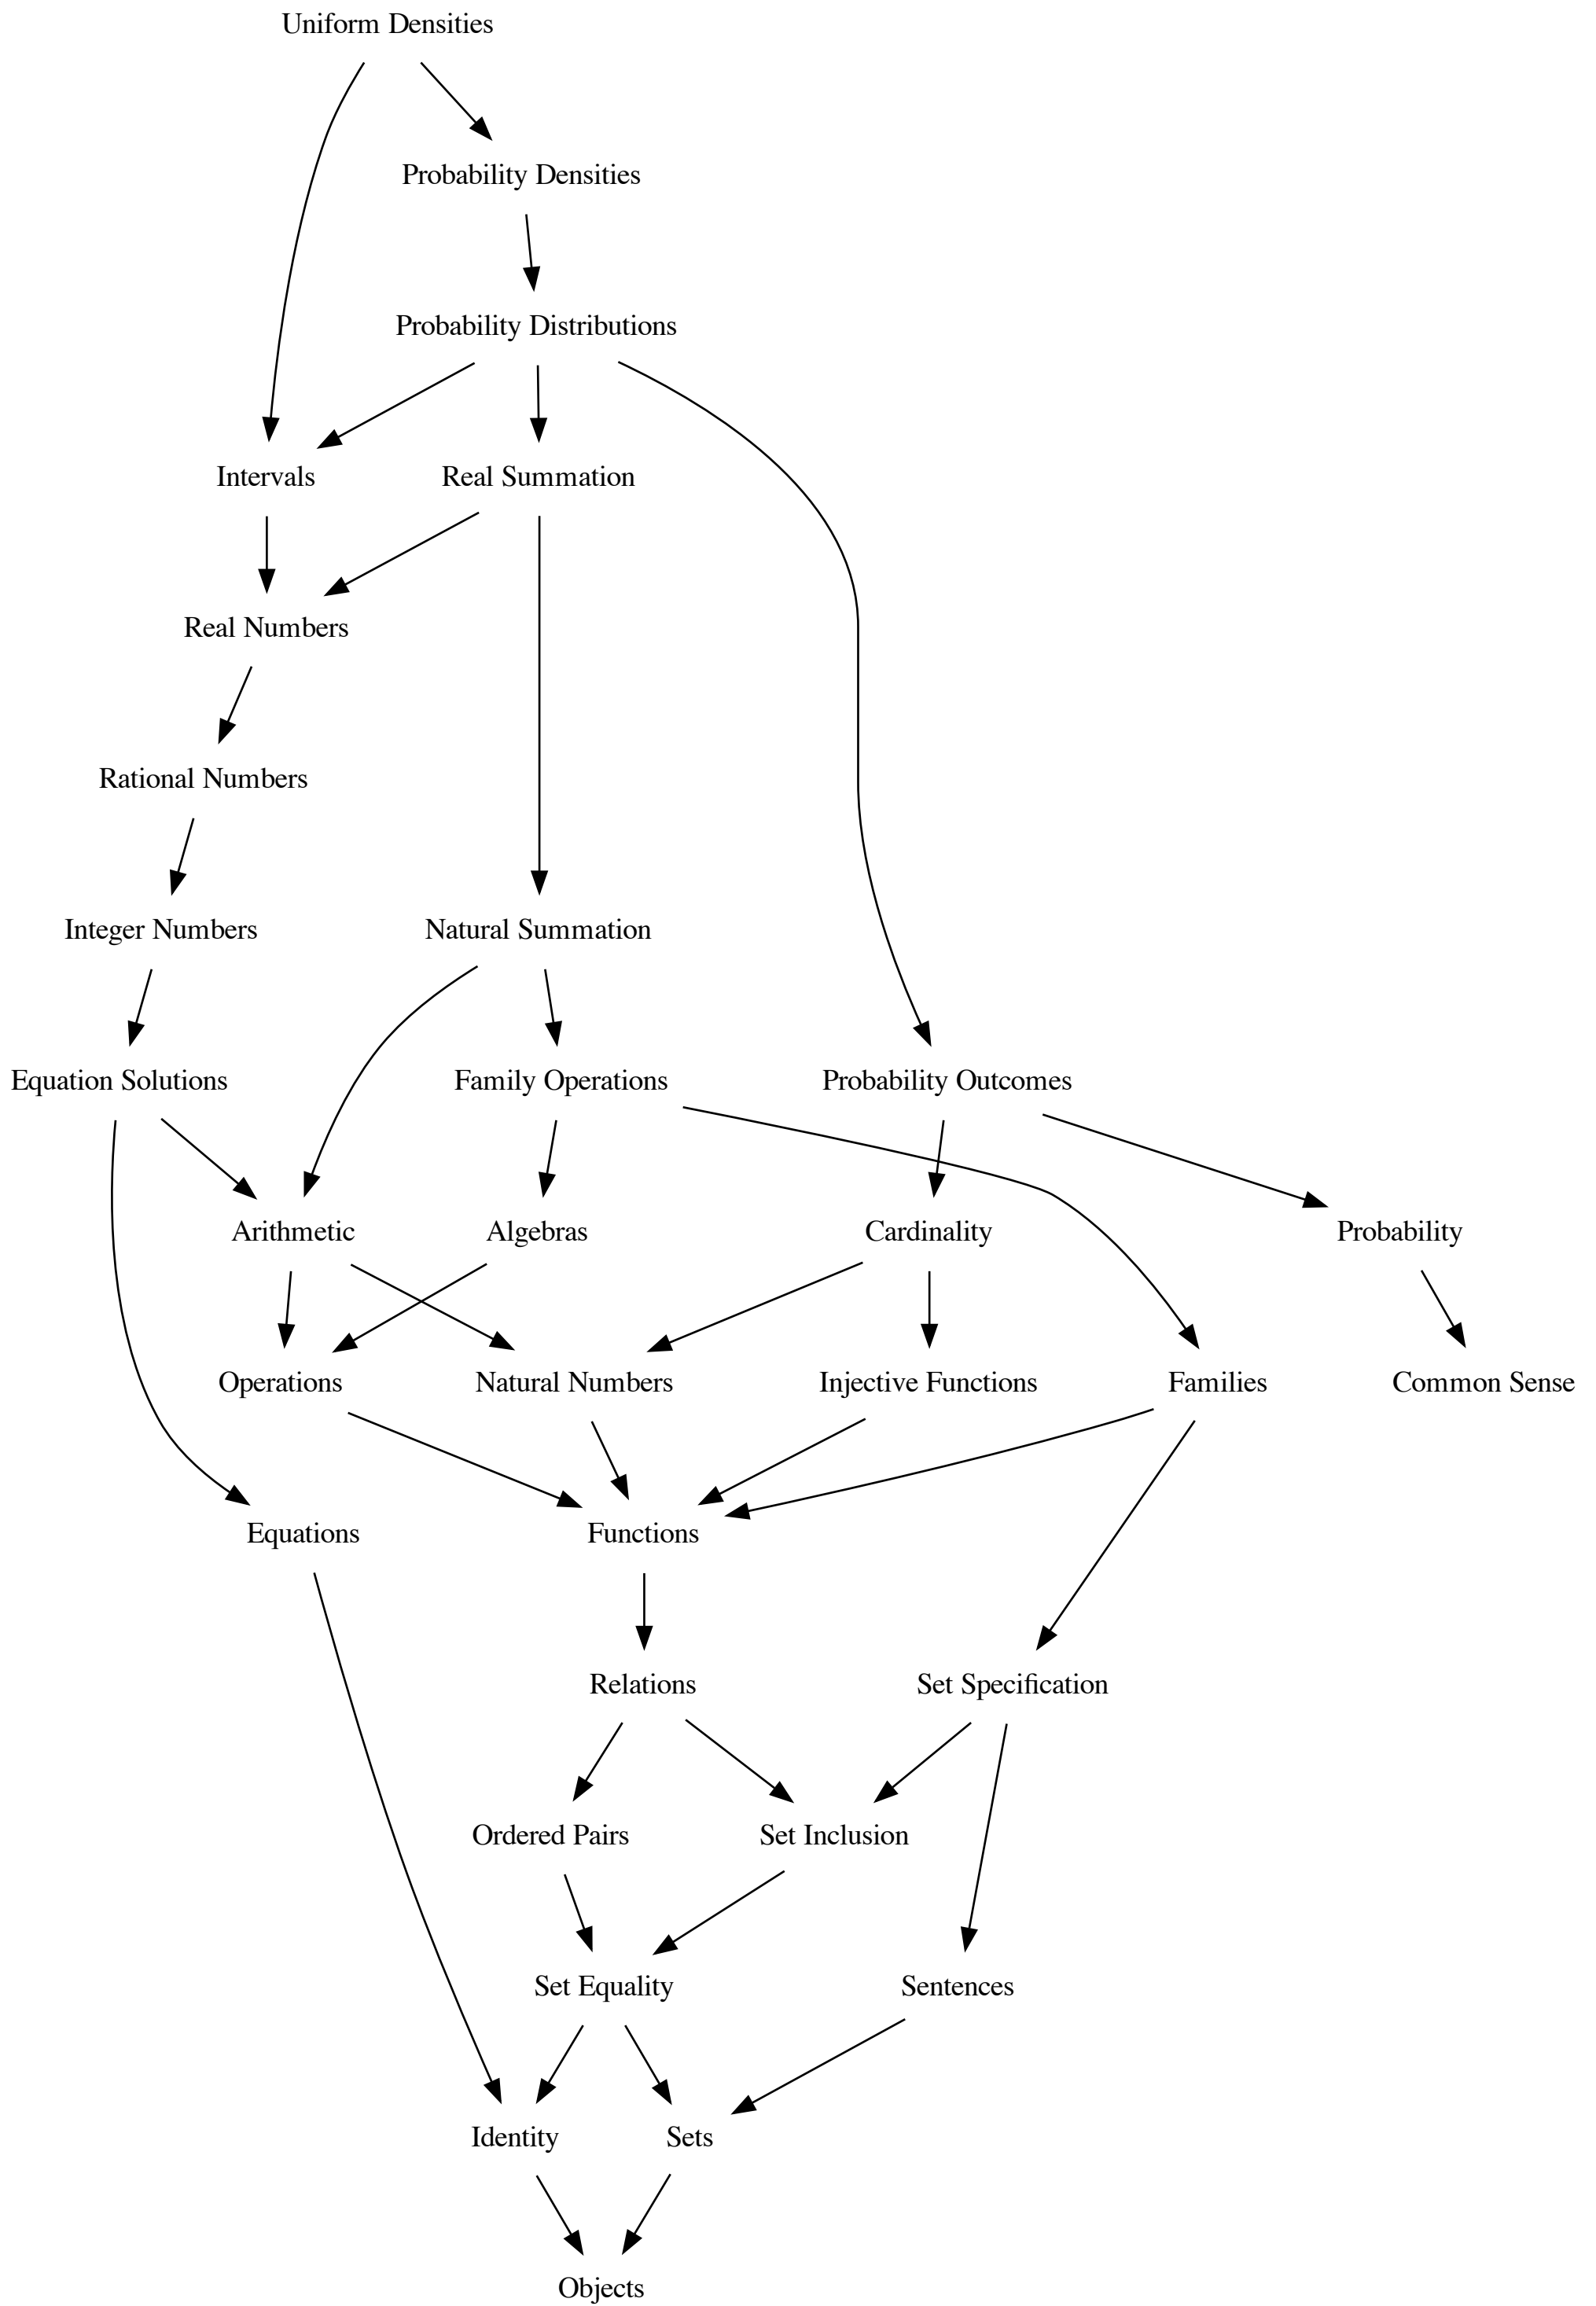 Uniform Densities
Probability Densities
Probability Distributions
Intervals
Real Summation
Real Numbers
Rational Numbers
Integer Numbers
Natural Summation
Equation Solutions
Family Operations
Probability Outcomes
Arithmetic
Algebras
Cardinality
Probability
Operations
Natural Numbers
Injective Functions
Families
Common Sense
Equations
Functions
Relations
Set Specification
Ordered Pairs
Set Inclusion
Set Equality
Sentences
Identity
Sets
Objects